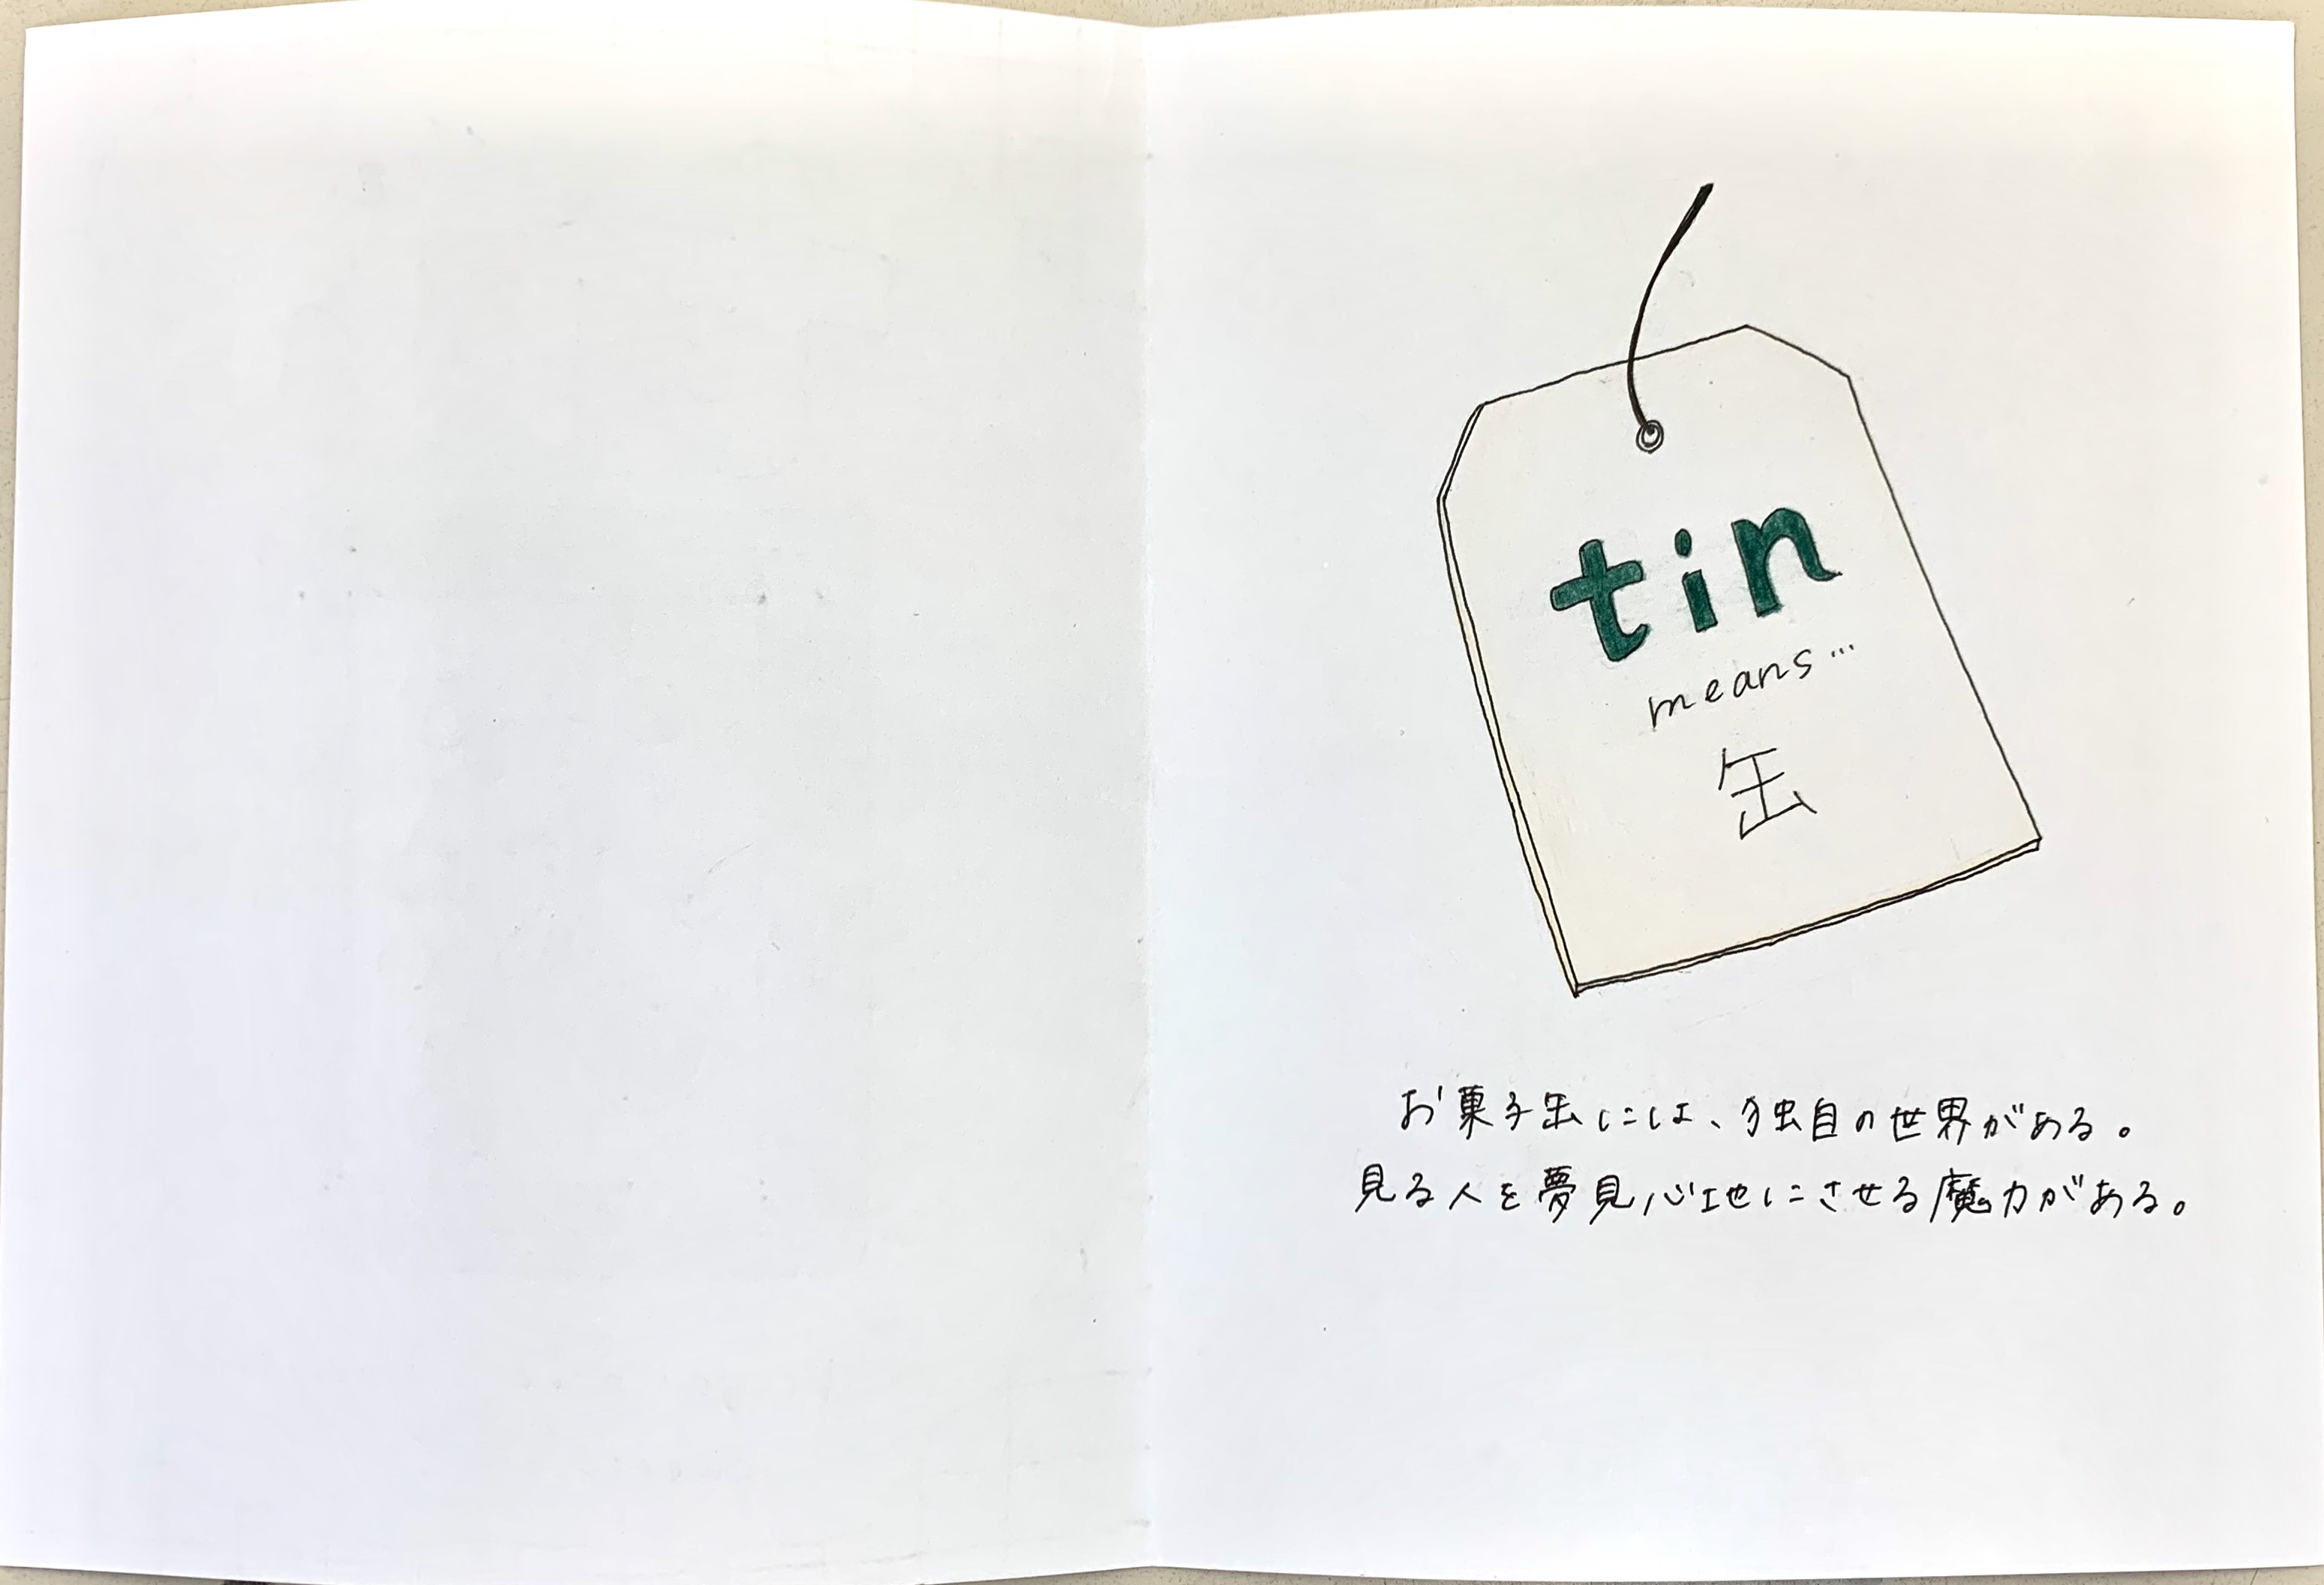 tin
means…
缶
お菓子缶には、独自の世界がある。
見る人を夢見心地にさせる魔力がある。